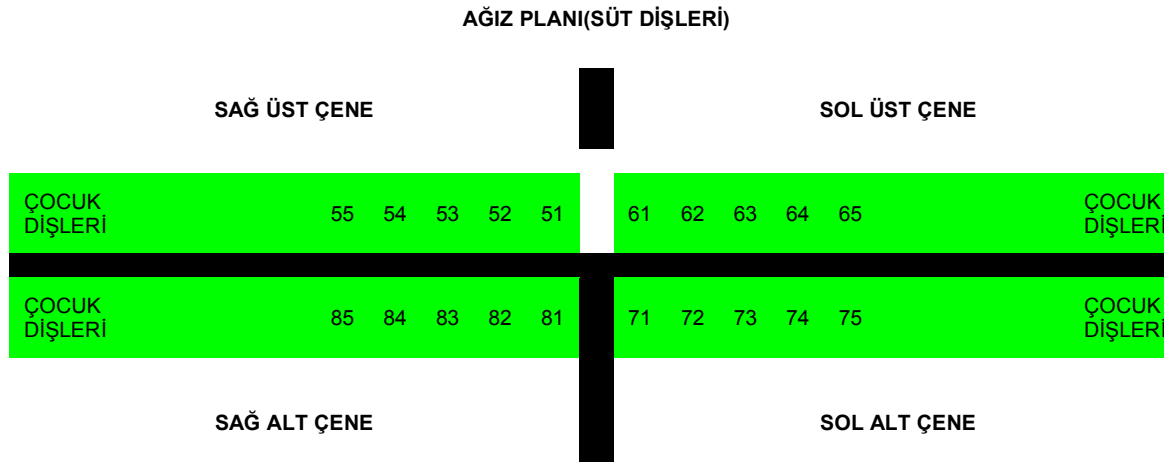 AĞIZ PLANI(SÜT DİŞLERİ)
SAĞ ÜST ÇENE SOL ÜST ÇENE
ÇOCUK DİŞLERİ 55 54 53 52 51 61 62 63 64 65 ÇOCUK DİŞLERİ
ÇOCUK DİŞLERİ 85 84 83 82 81 71 72 73 74 75 ÇOCUK DİŞLERİ
SAĞ ALT ÇENE SOL ALT ÇENE